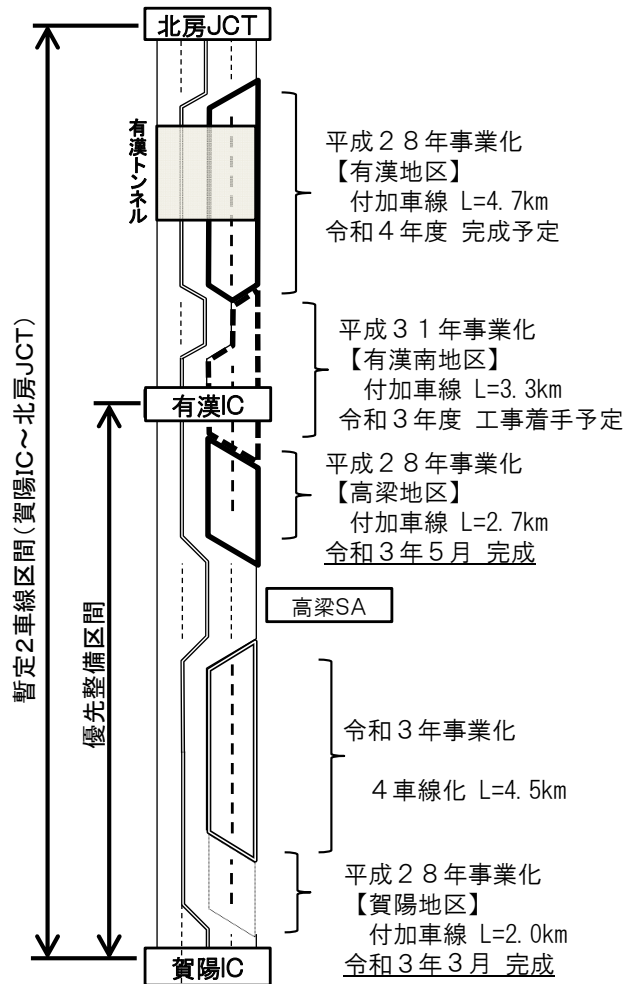 北房JCT
有漢トンネル
平成２８年事業化
【有漢地区】
付加車線 L=4.7km
令和４年度 完成予定
平成３１年事業化
【有漢南地区】
付加車線 L=3.3km
令和３年度 工事着手予定
有漢IC
平成２８年事業化
【高梁地区】
付加車線 L=2.7km
令和３年５月 完成
高梁SA
暫定2車線区間(賀陽IC～北房JCT)
優先整備区間
令和３年事業化
４車線化 L=4.5km
平成２８年事業化
【賀陽地区】
付加車線 L=2.0km
令和３年３月 完成
賀陽IC